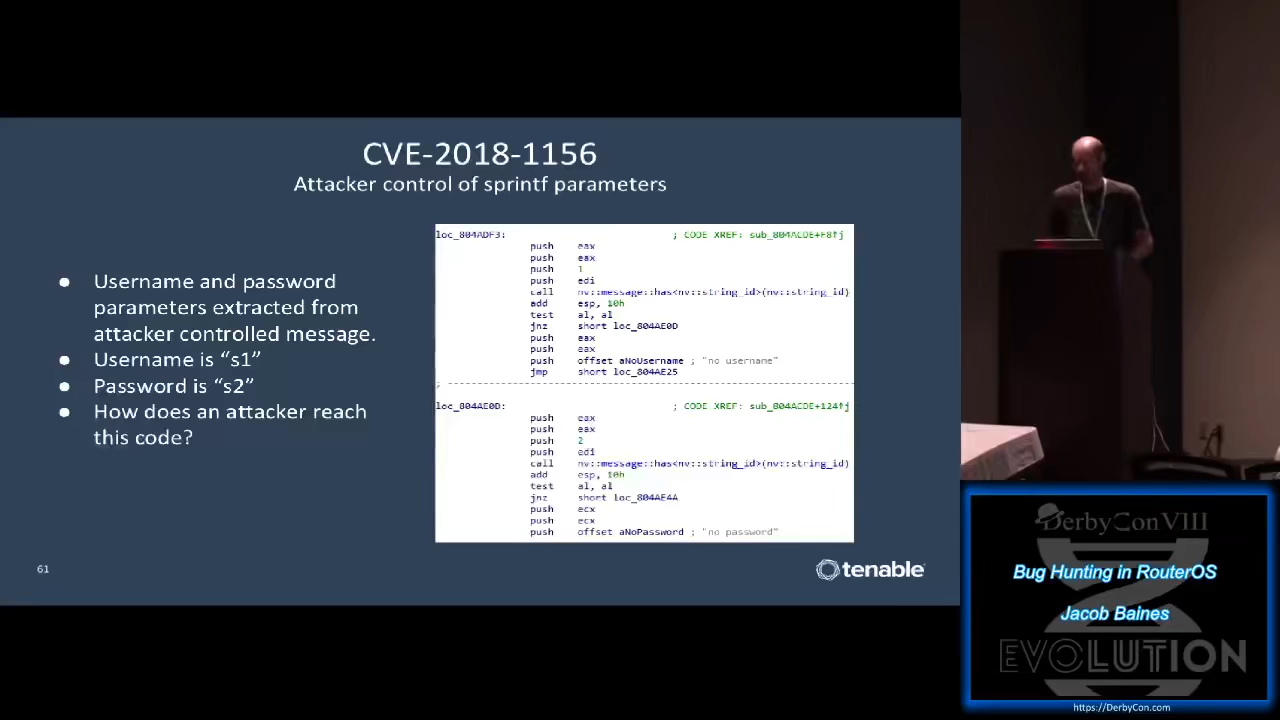 CVE-2018-1156
Attacker control of sprintf parameters
● Username and password
parameters extracted from
attacker controlled message.
● Username is “s1”
● Password is “s2”
● How does an attacker reach
this code?
loc_804ADF3: ; CODE XREF: sub_804ACDE+F8↑j
push eax
push eax
push 1
push edi
call nv::message::has<nv::string_id>(nv::string_id)
add esp, 10h
test al, al
jnz short loc_804AE0D
push eax
push eax
push offset aNoUsername ; "no username"
jmp short loc_804AE25
; ---------------------------------------------------------------------------
loc_804AE0D: ; CODE XREF: sub_804ACDE+124↑j
push eax
push eax
push 2
push edi
call nv::message::has<nv::string_id>(nv::string_id)
add esp, 10h
test al, al
jnz short loc_804AE4A
push ecx
push ecx
push offset aNoPassword ; "no password"
61
tenable
DerbyCon VIII
Bug Hunting in RouterOS
Jacob Baines
EVOLUTION
https://DerbyCon.com